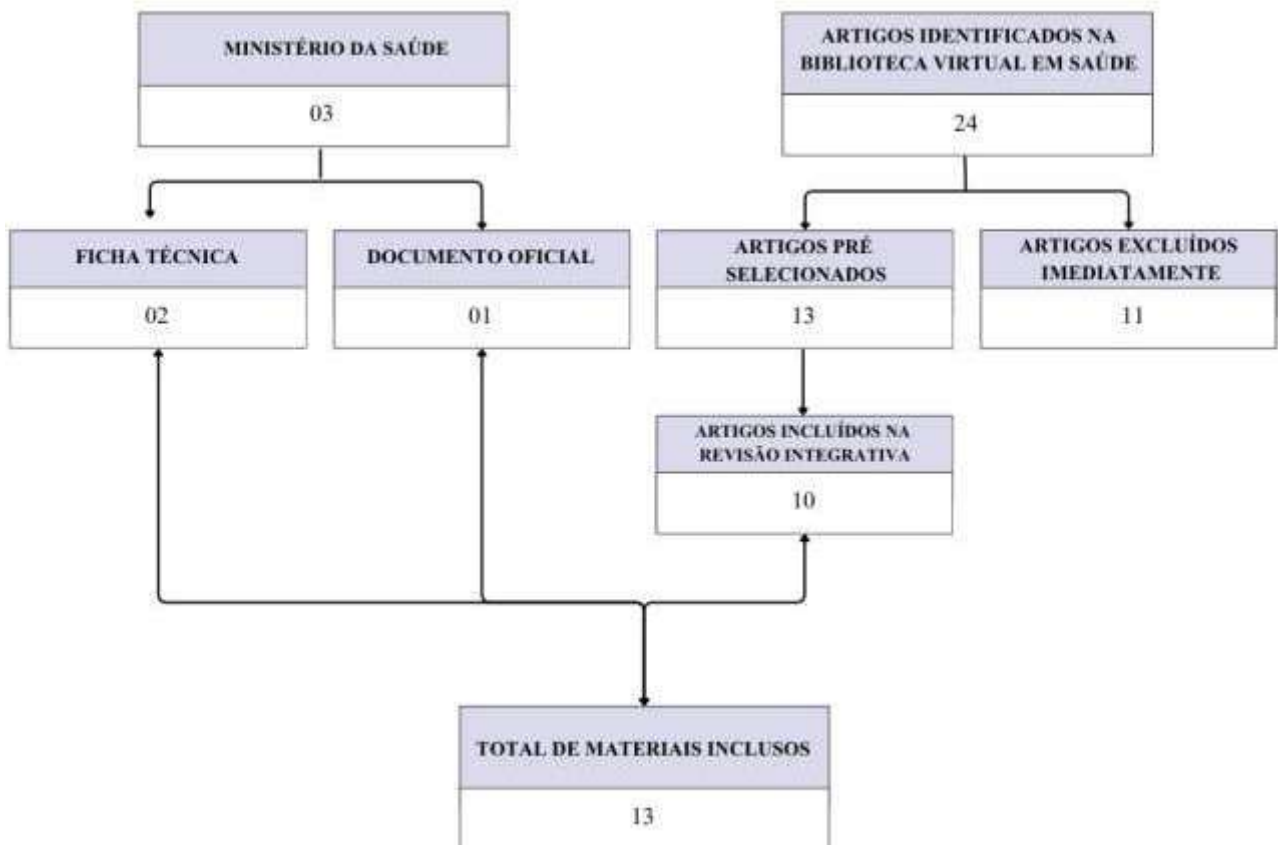 MINISTÉRIO DA SAÚDE
03
ARTIGOS IDENTIFICADOS NA
BIBLIOTECA VIRTUAL EM SAÚDE
24
FICHA TÉCNICA
02
DOCUMENTO OFICIAL
01
ARTIGOS PRÉ
SELECIONADOS
13
ARTIGOS EXCLUÍDOS
IMEDIATAMENTE
11
ARTIGOS INCLUÍDOS NA
REVISÃO INTEGRATIVA
10
TOTAL DE MATERIAIS INCLUSOS
13